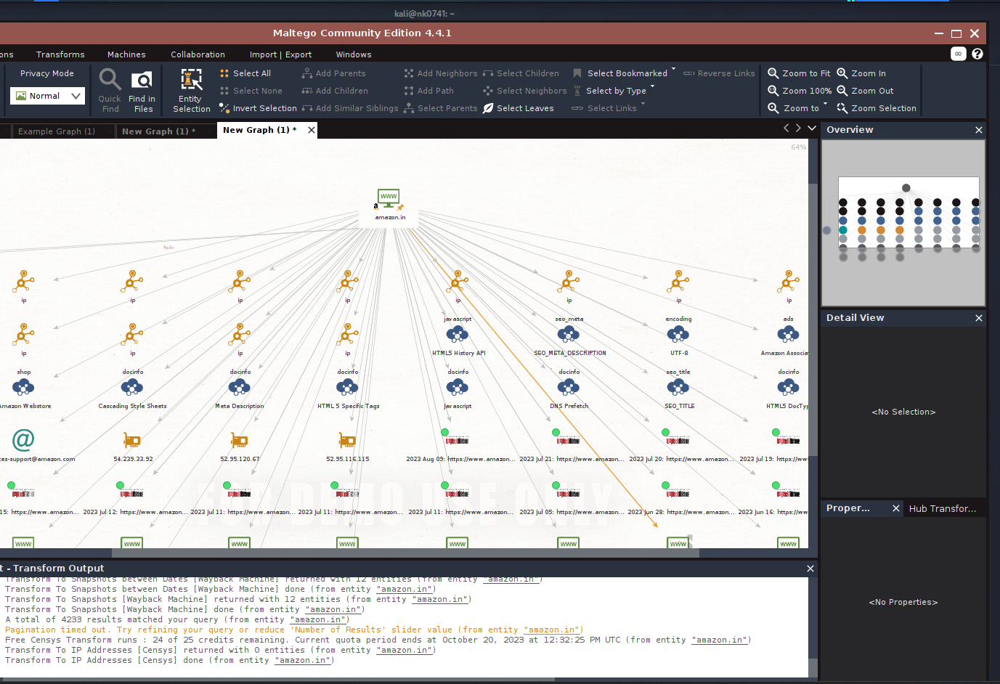 kali@nk0741: ~
Maltego Community Edition 4.4.1
ons Transforms Machines Collaboration Import | Export Windows
Privacy Mode
Normal
Quick Find
Find in Files
Entity Selection
Select All
Select None
Invert Selection
Add Parents
Add Children
Add Similar Siblings
Add Neighbors
Add Path
Select Parents
Select Children
Select Neighbors
Select Leaves
Select Bookmarked
Select by Type
Select Links
Reverse Links
Zoom to Fit
Zoom 100%
Zoom to
Zoom In
Zoom Out
Zoom Selection
Example Graph (1) New Graph (1) * New Graph (1) *
64%
www
a
amazon.in
fqdn
ip ip ip ip ip ip ip ip
javascript seo_meta encoding ads
ip ip ip ip HTML5 History API SEO_META_DESCRIPTION UTF-8 Amazon Associa
shop docinfo docinfo docinfo docinfo docinfo seo_title docinfo
Amazon Webstore Cascading Style Sheets Meta Description HTML 5 Specific Tags Javascript DNS Prefetch SEO_TITLE HTML5 DocTyp
@
ces-support@amazon.com 54.239.33.92 52.95.120.67 52.95.116.115 2023 Aug 09: https://www.amazon... 2023 Jul 21: https://www.amazon... 2023 Jul 20: https://www.amazon... 2023 Jul 19: https://www
15: https://www.amazon... 2023 Jul 12: https://www.amazon... 2023 Jul 11: https://www.amazon... 2023 Jul 11: https://www.amazon... 2023 Jul 11: https://www.amazon... 2023 Jul 05: https://www.amazon... 2023 Jun 28: https://www.amazon... 2023 Jun 16: https://www
FOR DEMO USE ONLY
www www www www www www www www
t - Transform Output
Transform To Snapshots between Dates [Wayback Machine] returned with 12 entities (from entity "amazon.in")
Transform To Snapshots between Dates [Wayback Machine] done (from entity "amazon.in")
Transform To Snapshots [Wayback Machine] returned with 12 entities (from entity "amazon.in")
Transform To Snapshots [Wayback Machine] done (from entity "amazon.in")
A total of 4233 results matched your query (from entity "amazon.in")
Pagination timed out. Try refining your query or reduce 'Number of Results' slider value (from entity "amazon.in")
Free Censys Transform runs : 24 of 25 credits remaining. Current quota period ends at October 20, 2023 at 12:32:25 PM UTC (from entity "amazon.in")
Transform To IP Addresses [Censys] returned with 0 entities (from entity "amazon.in")
Transform To IP Addresses [Censys] done (from entity "amazon.in")
Overview
Detail View
<No Selection>
Proper... Hub Transfor...
<No Properties>